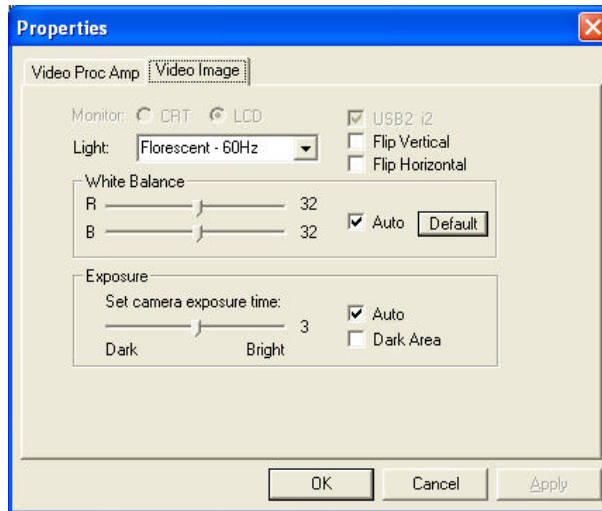 Properties
Video Proc Amp Video Image
Monitor: CRT LCD USB2 i2
Light: Florescent - 60Hz Flip Vertical
Flip Horizontal
White Balance
R 32
B 32 Auto Default
Exposure
Set camera exposure time:
3 Auto
Dark Bright Dark Area
OK Cancel Apply